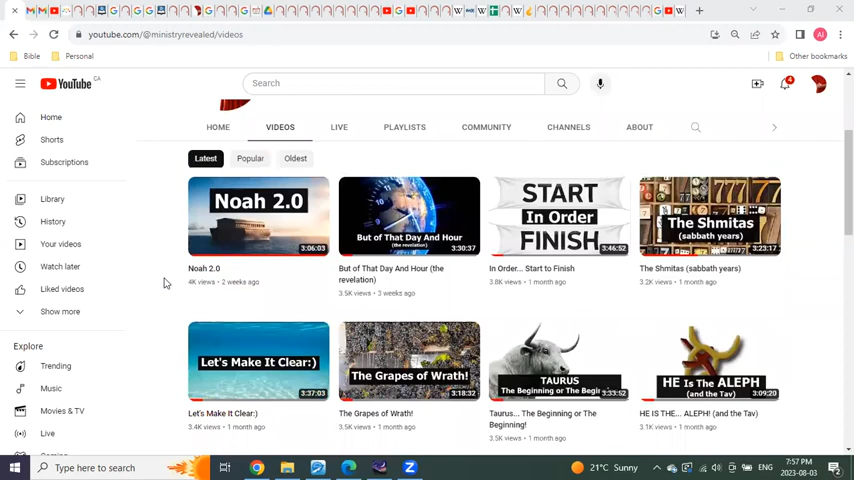 youtube.com/@ministryrevealed/videos
AI
Bible
Personal
Other bookmarks
YouTube CA
Search
4
HOME
VIDEOS
LIVE
PLAYLISTS
COMMUNITY
CHANNELS
ABOUT
Latest
Popular
Oldest
Home
Shorts
Subscriptions
Library
History
Your videos
Watch later
Liked videos
Show more
Explore
Trending
Music
Movies & TV
Live
Noah 2.0
3:06:03
Noah 2.0
4K views • 2 weeks ago
But of That Day And Hour
(the revelation)
3:30:37
But of That Day And Hour (the
revelation)
3.5K views • 3 weeks ago
START
In Order
FINISH
3:46:52
In Order... Start to Finish
3.8K views • 1 month ago
777
The Shmitas
(sabbath years)
3:23:17
The Shmitas (sabbath years)
3.2K views • 1 month ago
Let's Make It Clear:)
3:37:03
Let's Make It Clear:)
3.4K views • 1 month ago
The Grapes of Wrath!
3:18:32
The Grapes of Wrath!
3.5K views • 1 month ago
TAURUS
The Beginning or The
3:33:52
Taurus... The Beginning or The
Beginning!
3.5K views • 1 month ago
HE Is The ALEPH
(and the Tav)
3:09:20
HE IS THE... ALEPH! (and the Tav)
3.1K views • 1 month ago
Type here to search
21°C Sunny
ENG
7:57 PM
2023-08-03
2